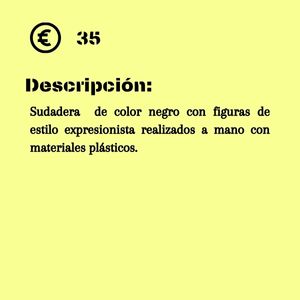 € 35
Descripción:
Sudadera de color negro con figuras de
estilo expresionista realizados a mano con
materiales plásticos.